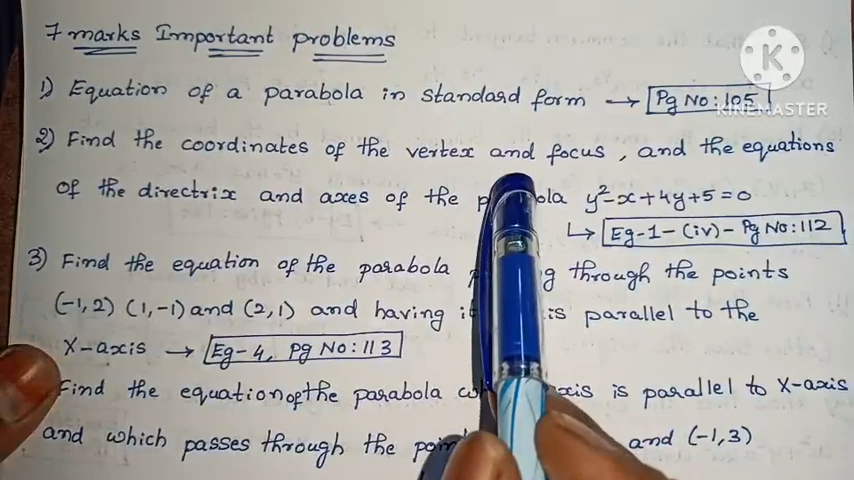 7 marks Important problems
1) Equation of a parabola in standard form → Pg No: 105
2) Find the coordinates of the vertex and focus, and the equations
of the directrix and axes of the y²-x+4y+5=0
Eg-1-(iv)-Pg No: 112
3) Find the equation of the parabola through the points
(-1,2) (1,-1) and (2,1) and having parallel to the
X-axis → Eg-4, Pg No: 113
Find the equation of the parabola axis is parallel to X-axis
and which passes through the and (-1,3)
K
KINEMASTER